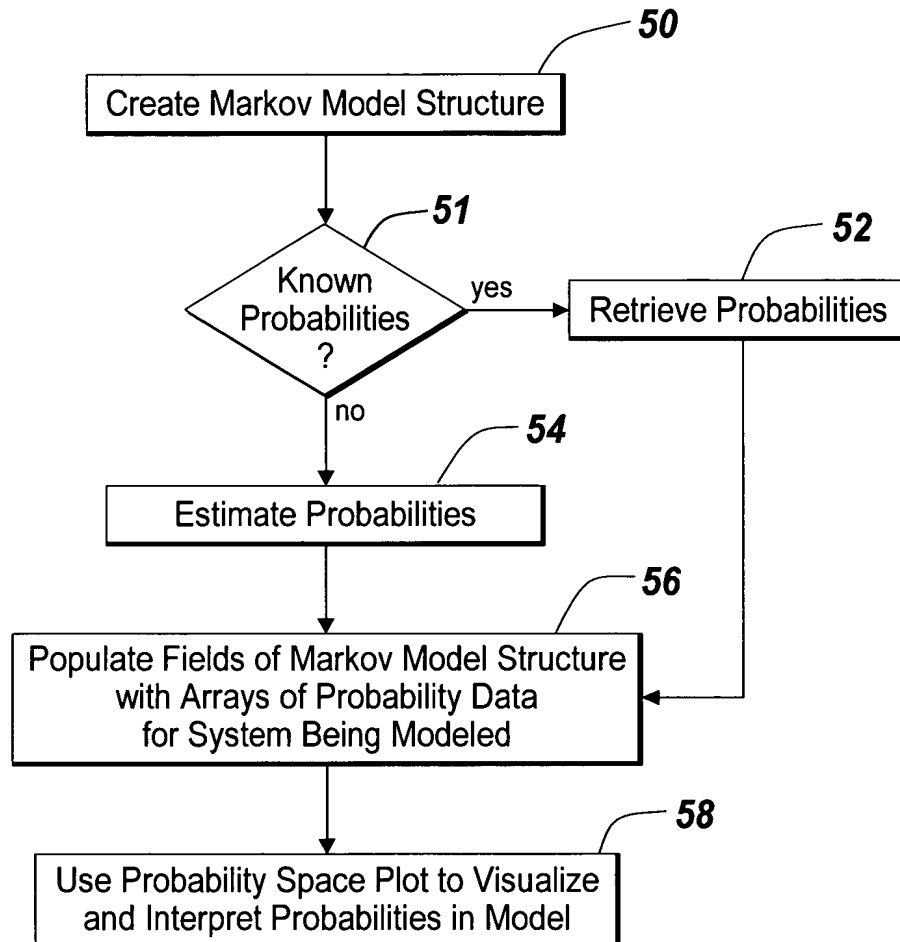 50
Create Markov Model Structure
51
Known
Probabilities
?
yes
52
Retrieve Probabilities
no
54
Estimate Probabilities
56
Populate Fields of Markov Model Structure
with Arrays of Probability Data
for System Being Modeled
58
Use Probability Space Plot to Visualize
and Interpret Probabilities in Model